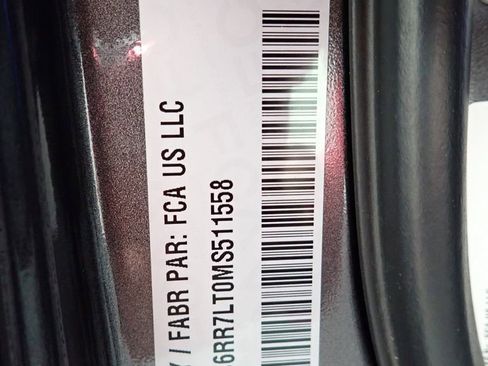 / FABR PAR: FCA US LLC
6RR7LT0MS511558